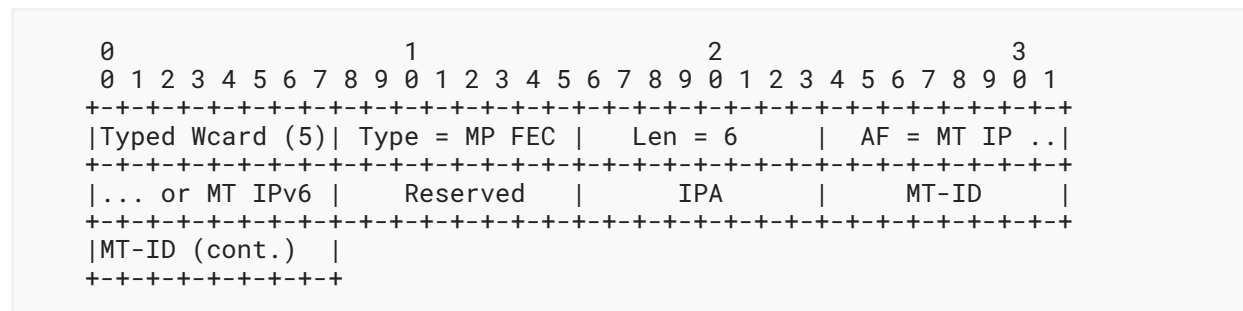 0                   1                   2                   3
 0 1 2 3 4 5 6 7 8 9 0 1 2 3 4 5 6 7 8 9 0 1 2 3 4 5 6 7 8 9 0 1
+-+-+-+-+-+-+-+-+-+-+-+-+-+-+-+-+-+-+-+-+-+-+-+-+-+-+-+-+-+-+-+-+
|Typed Wcard (5)| Type = MP FEC |   Len = 6     |  AF = MT IP ..|
+-+-+-+-+-+-+-+-+-+-+-+-+-+-+-+-+-+-+-+-+-+-+-+-+-+-+-+-+-+-+-+-+
|... or MT IPv6 |    Reserved   |      IPA      |     MT-ID     |
+-+-+-+-+-+-+-+-+-+-+-+-+-+-+-+-+-+-+-+-+-+-+-+-+-+-+-+-+-+-+-+-+
|MT-ID (cont.)  |
+-+-+-+-+-+-+-+-+